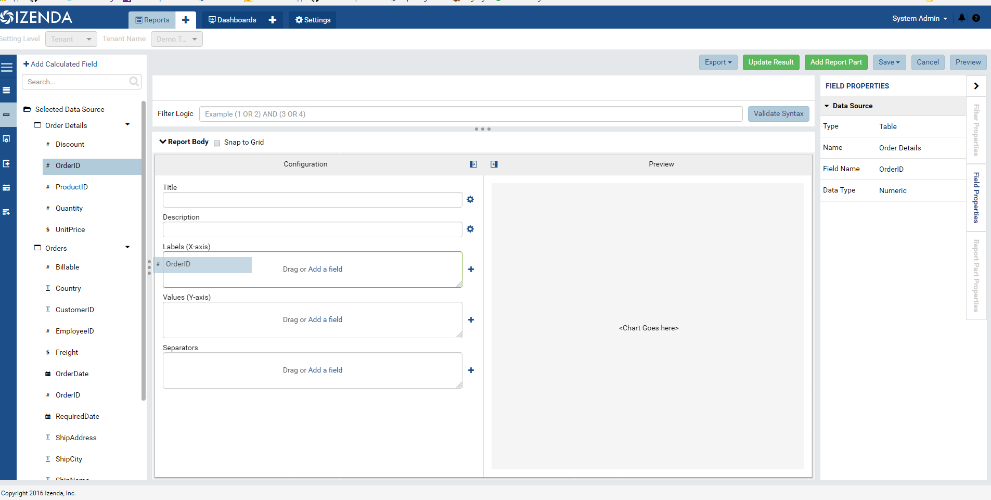 IZENDA
Reports
Dashboards
Settings
System Admin
Setting Level
Tenant
Tenant Name
Demo T...
Add Calculated Field
Search...
Selected Data Source
Order Details
# Discount
# OrderID
# ProductID
# Quantity
$ UnitPrice
Orders
# Billable
Country
CustomerID
# EmployeeID
$ Freight
OrderDate
# OrderID
RequiredDate
ShipAddress
ShipCity
ShipName
Export
Update Result
Add Report Part
Save
Cancel
Preview
Filter Logic
Example (1 OR 2) AND (3 OR 4)
Validate Syntax
Report Body
Snap to Grid
Configuration
Title
Description
Labels (X-axis)
# OrderID
Drag or Add a field
Values (Y-axis)
Drag or Add a field
Separators
Drag or Add a field
Preview
<Chart Goes here>
FIELD PROPERTIES
Data Source
Type Table
Name Order Details
Field Name OrderID
Data Type Numeric
Filter Properties
Field Properties
Report Part Properties
Copyright 2016 Izenda, Inc.